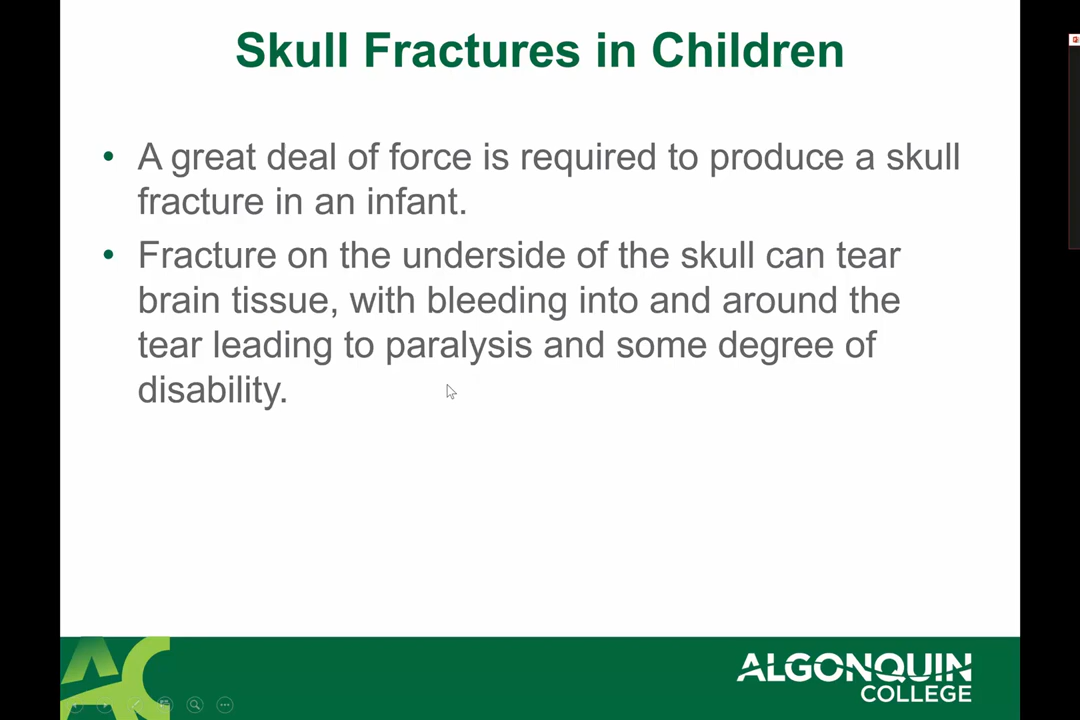 Skull Fractures in Children
• A great deal of force is required to produce a skull
fracture in an infant.
• Fracture on the underside of the skull can tear
brain tissue, with bleeding into and around the
tear leading to paralysis and some degree of
disability.
AC
ALGONQUIN
COLLEGE